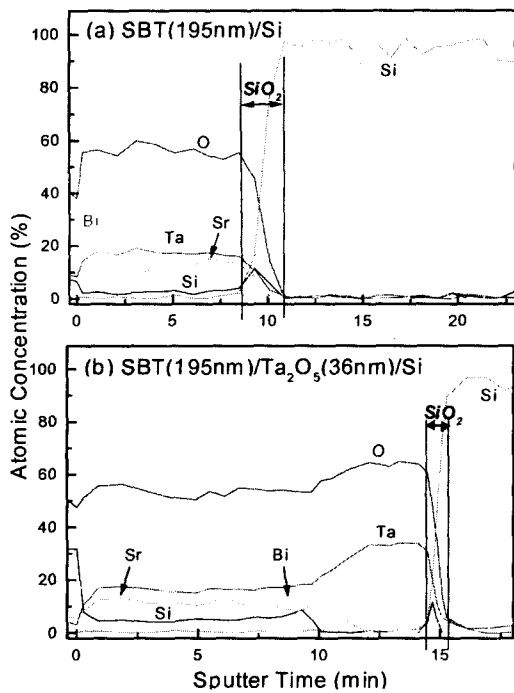 (a) SBT(195nm)/Si
100
80
60
40
20
0
SiO2
Si
O
Bi
Ta
Sr
Si
0
5
10
15
20
Atomic Concentration (%)
(b) SBT(195nm)/Ta2O5(36nm)/Si
100
80
60
40
20
0
SiO2
Si
O
Ta
Sr
Bi
Si
0
5
10
15
Sputter Time (min)